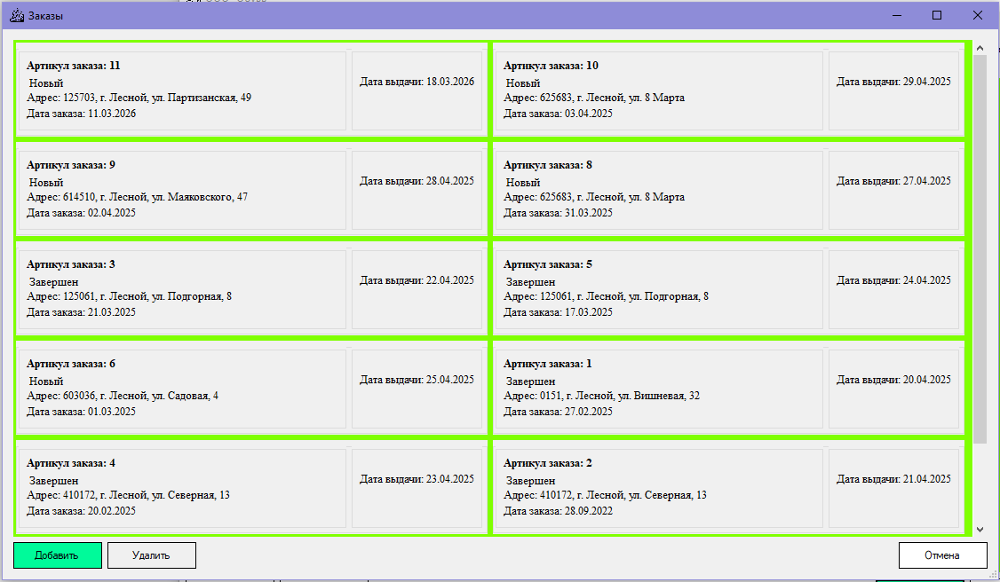 Заказы
Артикул заказа: 11
Новый
Адрес: 125703, г. Лесной, ул. Партизанская, 49
Дата заказа: 11.03.2026
Дата выдачи: 18.03.2026
Артикул заказа: 10
Новый
Адрес: 625683, г. Лесной, ул. 8 Марта
Дата заказа: 03.04.2025
Дата выдачи: 29.04.2025
Артикул заказа: 9
Новый
Адрес: 614510, г. Лесной, ул. Маяковского, 47
Дата заказа: 02.04.2025
Дата выдачи: 28.04.2025
Артикул заказа: 8
Новый
Адрес: 625683, г. Лесной, ул. 8 Марта
Дата заказа: 31.03.2025
Дата выдачи: 27.04.2025
Артикул заказа: 3
Завершен
Адрес: 125061, г. Лесной, ул. Подгорная, 8
Дата заказа: 21.03.2025
Дата выдачи: 22.04.2025
Артикул заказа: 5
Завершен
Адрес: 125061, г. Лесной, ул. Подгорная, 8
Дата заказа: 17.03.2025
Дата выдачи: 24.04.2025
Артикул заказа: 6
Новый
Адрес: 603036, г. Лесной, ул. Садовая, 4
Дата заказа: 01.03.2025
Дата выдачи: 25.04.2025
Артикул заказа: 1
Завершен
Адрес: 0151, г. Лесной, ул. Вишневая, 32
Дата заказа: 27.02.2025
Дата выдачи: 20.04.2025
Артикул заказа: 4
Завершен
Адрес: 410172, г. Лесной, ул. Северная, 13
Дата заказа: 20.02.2025
Дата выдачи: 23.04.2025
Артикул заказа: 2
Завершен
Адрес: 410172, г. Лесной, ул. Северная, 13
Дата заказа: 28.09.2022
Дата выдачи: 21.04.2025
Добавить
Удалить
Отмена